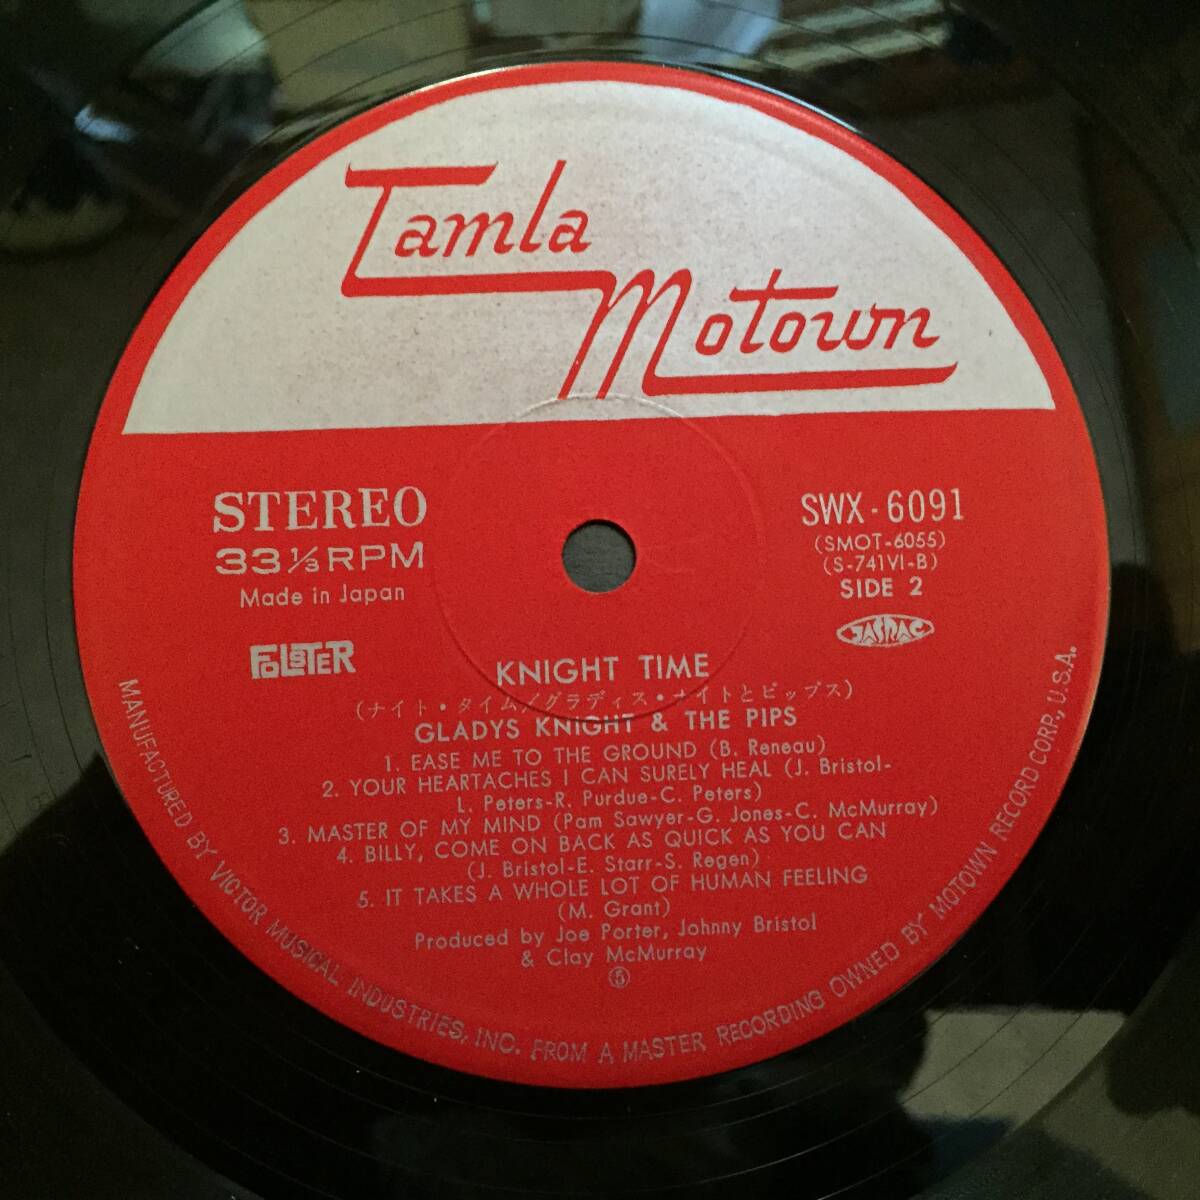 Tamla
Motown
STEREO
33 1/3 RPM
Made in Japan
FOLSTER
SWX-6091
(SMOT-6055)
(S-741VI-B)
SIDE 2
JASRAC
KNIGHT TIME
(ナイト・タイム/グラディス・ナイトとピップス)
GLADYS KNIGHT & THE PIPS
1. EASE ME TO THE GROUND (B. Reneau)
2. YOUR HEARTACHES I CAN SURELY HEAL (J. Bristol-
L. Peters-R. Purdue-C. Peters)
3. MASTER OF MY MIND (Pam Sawyer-G. Jones-C. McMurray)
4. BILLY, COME ON BACK AS QUICK AS YOU CAN
(J. Bristol-E. Starr-S. Regen)
5. IT TAKES A WHOLE LOT OF HUMAN FEELING
(M. Grant)
Produced by Joe Porter, Johnny Bristol
& Clay McMurray
⑤
MANUFACTURED BY VICTOR MUSICAL INDUSTRIES, INC. FROM A MASTER RECORDING OWNED BY MOTOWN RECORD CORP., U.S.A.